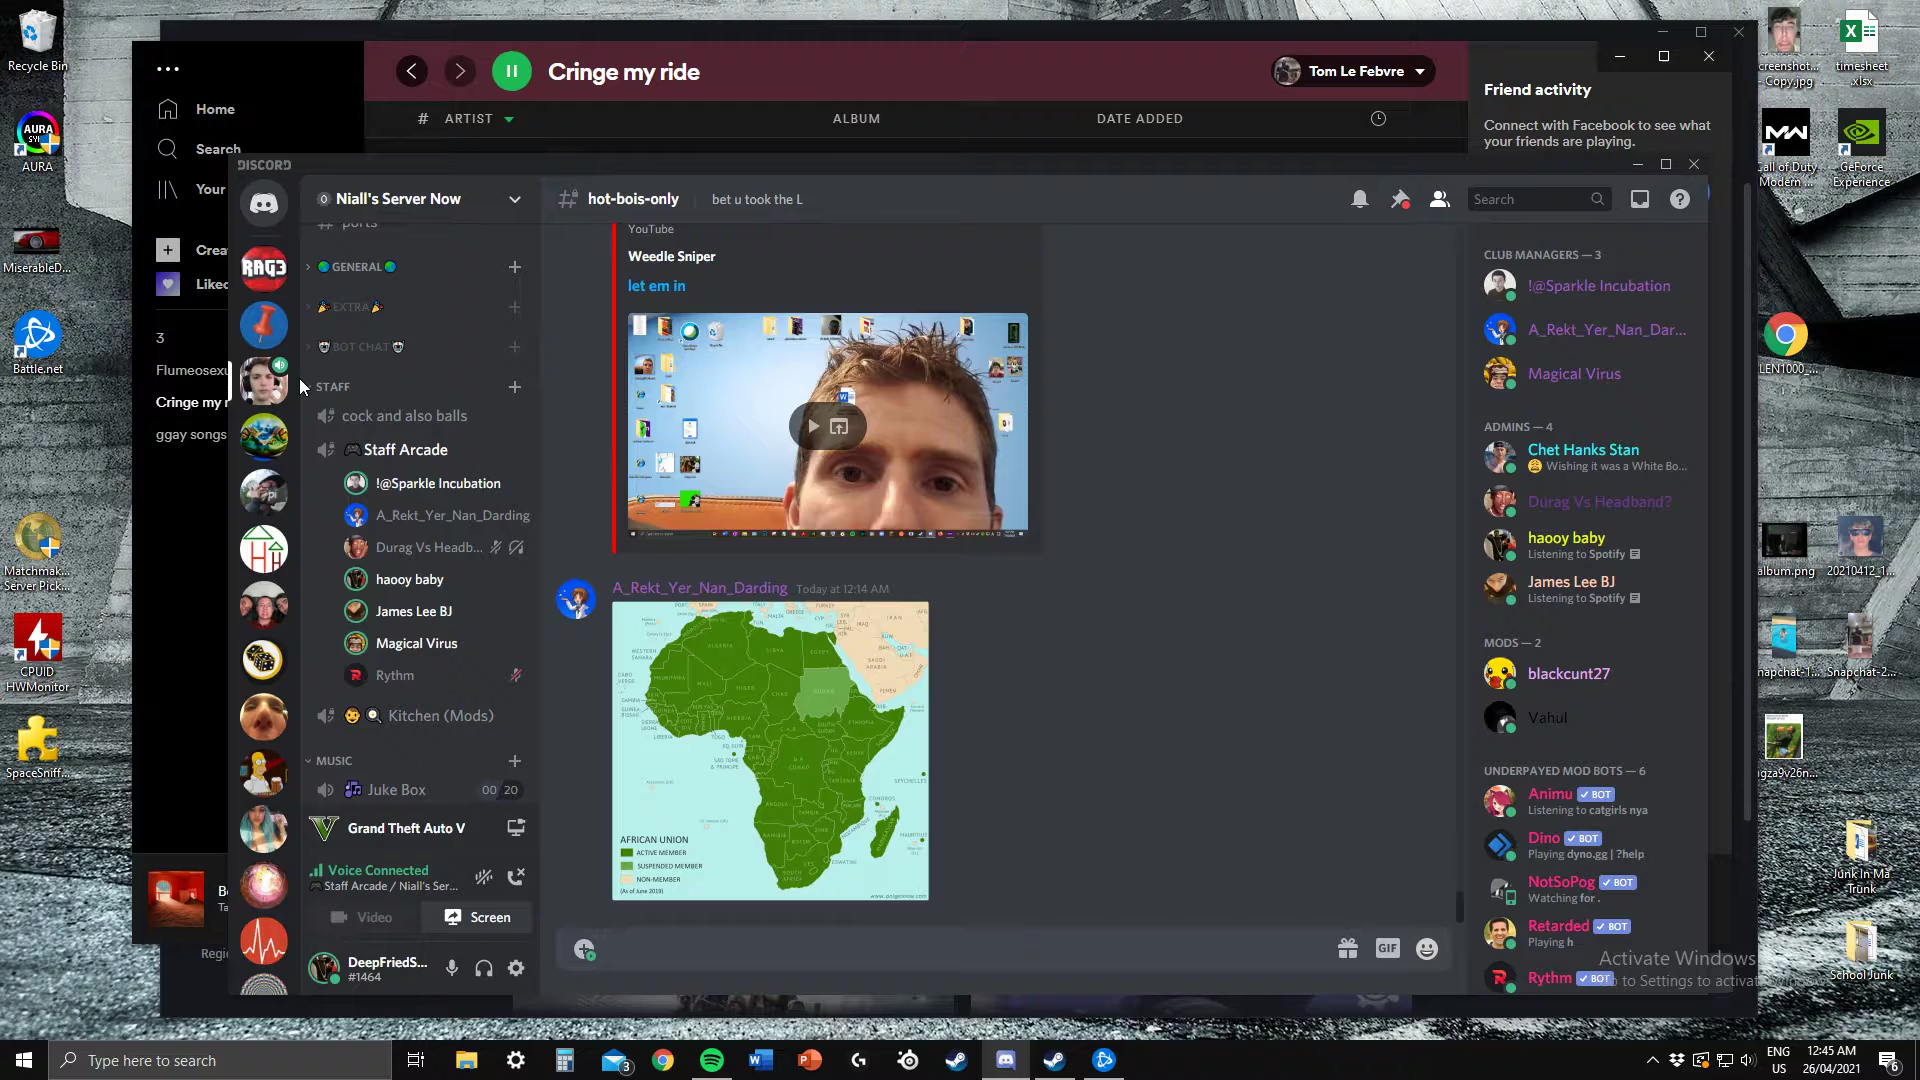 Recycle Bin
AURA
MiserableD...
Battle.net
Matchmak...
Server Pick...
CPUID
HWMonitor
SpaceSniff...
Home
Search
Your
Crea
Liked
3
Flumeosexu
Cringe my r
ggay songs
Cringe my ride
Tom Le Febvre
# ARTIST
ALBUM
DATE ADDED
Friend activity
Connect with Facebook to see what
your friends are playing.
DISCORD
RAG3
Niall's Server Now
ports
GENERAL
EXTRA
BOT CHAT
STAFF
cock and also balls
Staff Arcade
!@Sparkle Incubation
A_Rekt_Yer_Nan_Darding
Durag Vs Headb...
haooy baby
James Lee BJ
Magical Virus
Rythm
Kitchen (Mods)
MUSIC
Juke Box 00 20
Grand Theft Auto V
Voice Connected
Staff Arcade / Niall's Ser...
Video
Screen
DeepFriedS...
#1464
hot-bois-only
bet u took the L
Search
YouTube
Weedle Sniper
let em in
A_Rekt_Yer_Nan_Darding Today at 12:14 AM
AFRICAN UNION
ACTIVE MEMBER
SUSPENDED MEMBER
NON-MEMBER
(As of June 2019)
GIF
CLUB MANAGERS — 3
!@Sparkle Incubation
A_Rekt_Yer_Nan_Dar...
Magical Virus
ADMINS — 4
Chet Hanks Stan
Wishing it was a White Bo...
Durag Vs Headband?
haooy baby
Listening to Spotify
James Lee BJ
Listening to Spotify
MODS — 2
blackcunt27
Vahul
UNDERPAYED MOD BOTS — 6
Animu BOT
Listening to catgirls nya
Dino BOT
Playing dyno.gg | ?help
NotSoPog BOT
Watching for .
Retarded BOT
Playing h
Rythm BOT
Activate Windows
to Settings to activate
creenshot...
- Copy.jpg
timesheet
.xlsx
Call of Duty
Modern ...
GeForce
Experience
LEN1000_...
album.png
20210412_1...
napchat-1...
Snapchat-2...
gza9v26n...
Junk In Ma
Trunk
School Junk
Type here to search
3
ENG
US
12:45 AM
26/04/2021
6